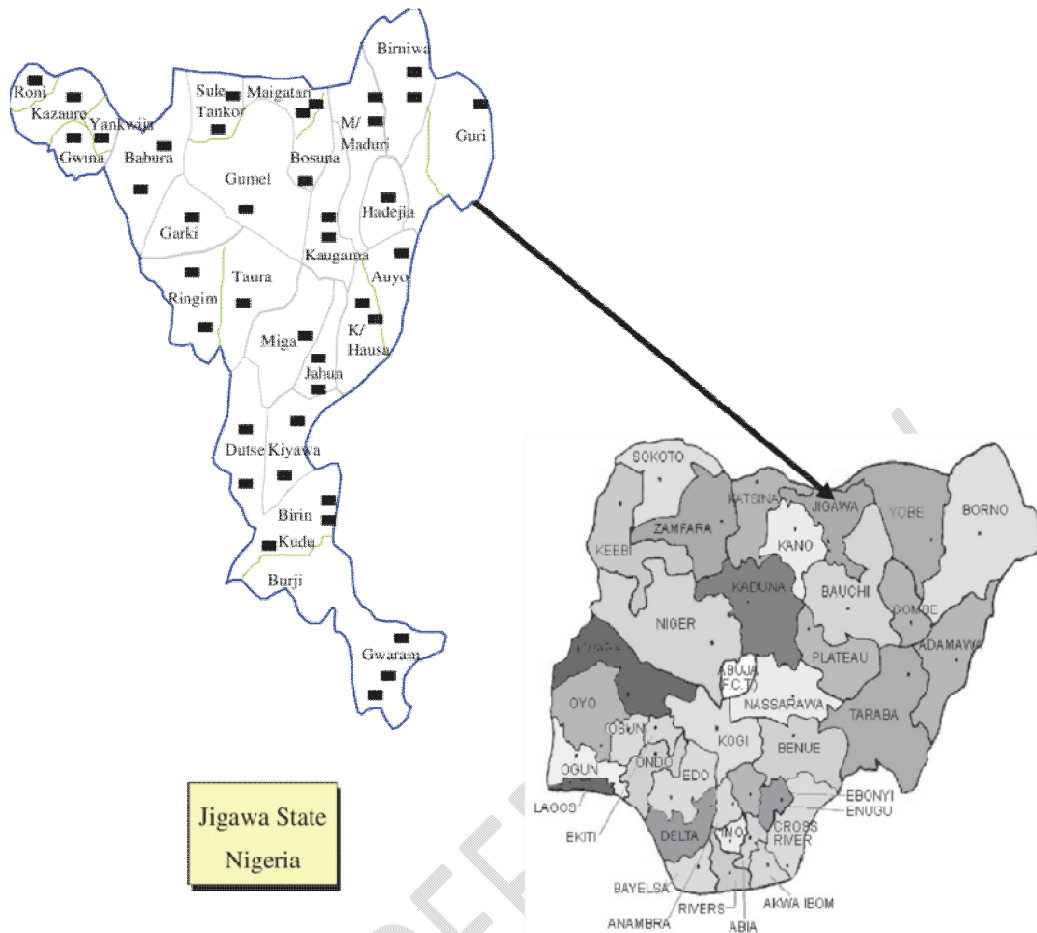 Birniwa
Roni
Sule
Tankor
Maigatari
Kazaure
Yankwija
M/
Maduri
Guri
Gwina
Babura
Bosuna
Gumel
Hadejia
Garki
Kaugama
Auyo
Taura
Ringim
K/
Hausa
Miga
Jahun
Dutse
Kiyawa
Birin
Kudu
Burji
Gwaram
Jigawa State
Nigeria
SOKOTO
KATSINA
JIGAWA
YOBE
BORNO
ZAMFARA
KANO
KEEBI
KADUNA
BAUCHI
GOMBE
NIGER
ADAMAWA
PLATEAU
ABUJA
(F.C.T.)
NASSARAWA
OYO
TARABA
OSUN
KOGI
BENUE
ONDO
OGUN
EDO
EBONYI
ENUGU
LAGOS
EKITI
DELTA
IMO
CROSS
RIVER
BAYELSA
RIVERS
AKWA IBOM
ANAMBRA
ABIA